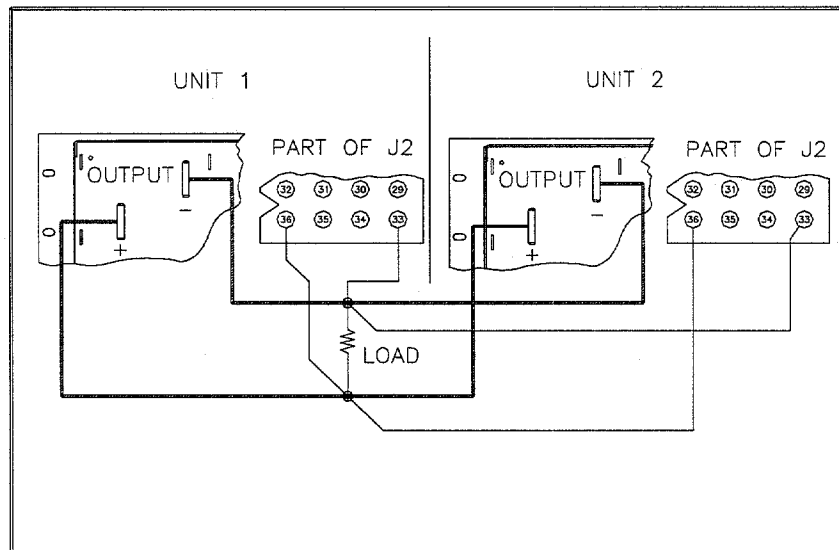 UNIT 1
UNIT 2
PART OF J2
OUTPUT
−
+
32 31 30 29
36 35 34 33
PART OF J2
OUTPUT
−
+
32 31 30 29
36 35 34 33
LOAD